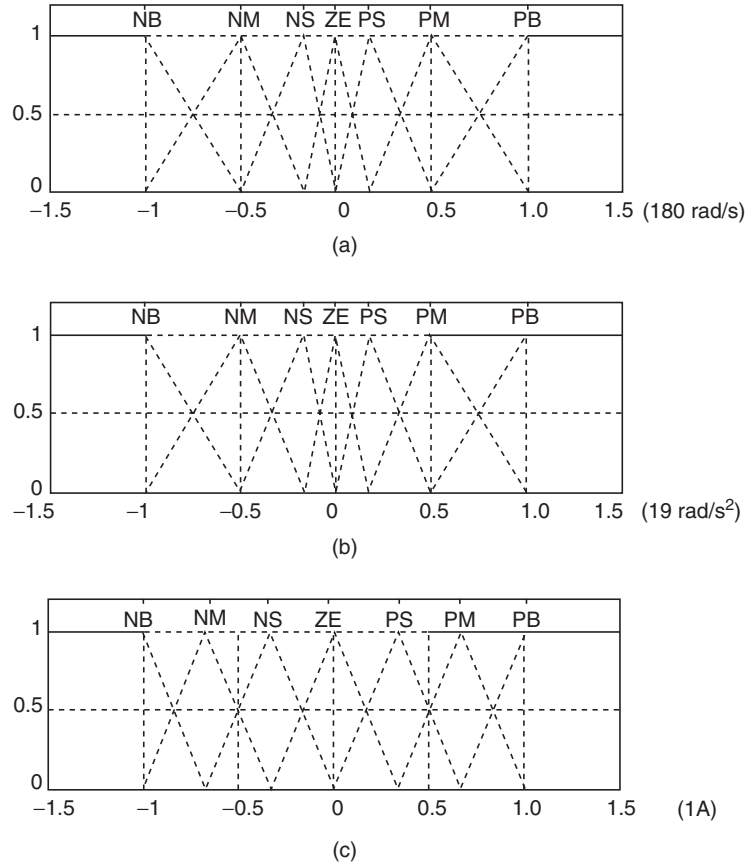 NB NM NS ZE PS PM PB
1
0.5
0
−1.5 −1 −0.5 0 0.5 1.0 1.5 (180 rad/s)
(a)
NB NM NS ZE PS PM PB
1
0.5
0
−1.5 −1 −0.5 0 0.5 1.0 1.5 (19 rad/s²)
(b)
NB NM NS ZE PS PM PB
1
0.5
0
−1.5 −1 −0.5 0 0.5 1.0 1.5 (1A)
(c)